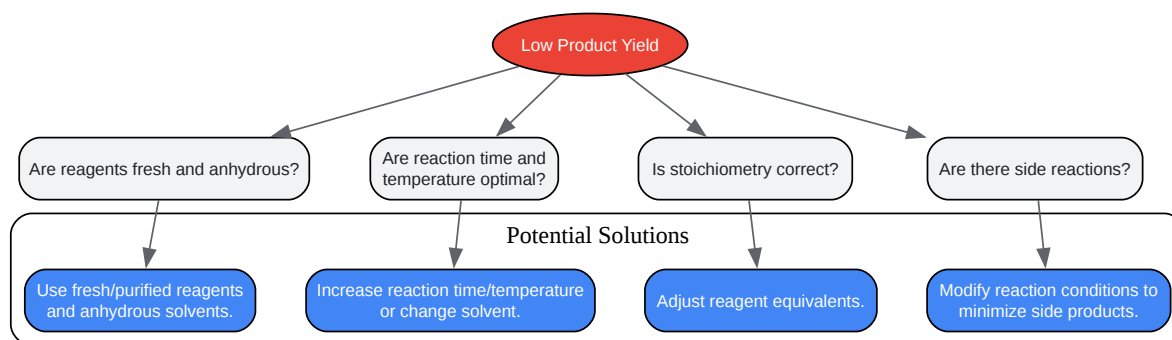 Low Product Yield
Are reagents fresh and anhydrous?
Are reaction time and
temperature optimal?
Is stoichiometry correct?
Are there side reactions?
Potential Solutions
Use fresh/purified reagents
and anhydrous solvents.
Increase reaction time/temperature
or change solvent.
Adjust reagent equivalents.
Modify reaction conditions to
minimize side products.